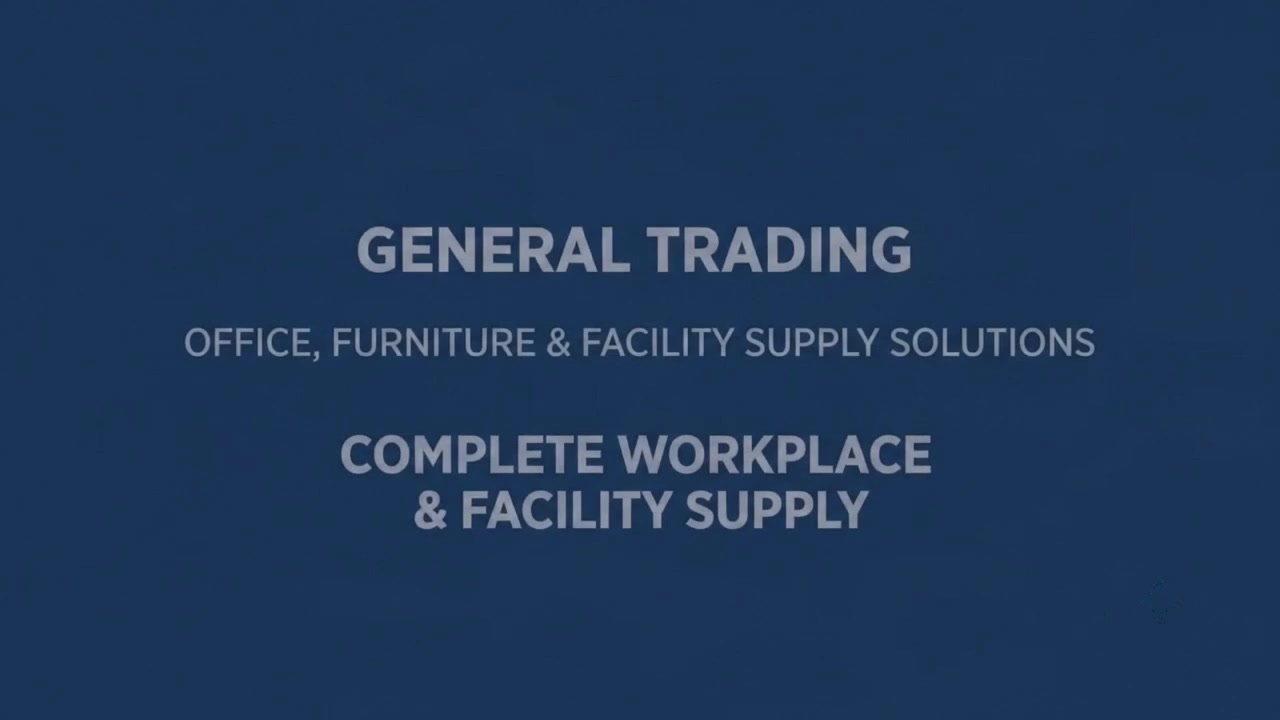 GENERAL TRADING
OFFICE, FURNITURE & FACILITY SUPPLY SOLUTIONS
COMPLETE WORKPLACE
& FACILITY SUPPLY